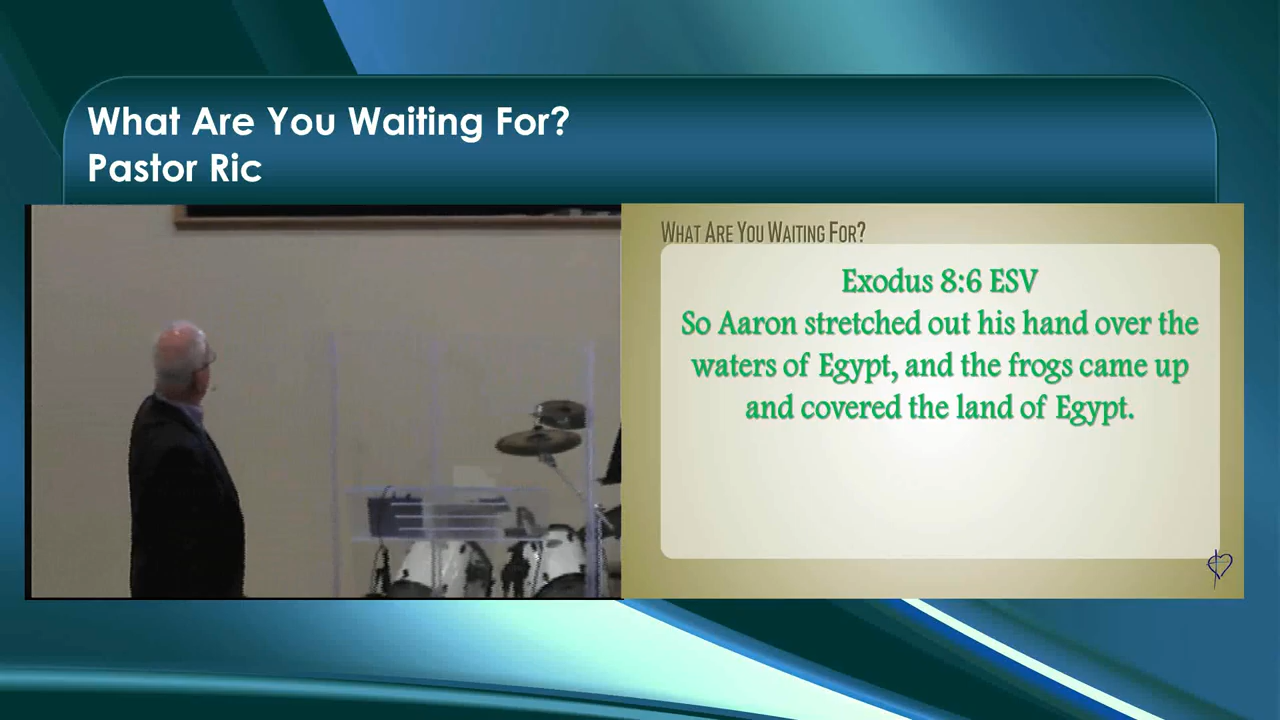 What Are You Waiting For?
Pastor Ric
What Are You Waiting For?
Exodus 8:6 ESV
So Aaron stretched out his hand over the
waters of Egypt, and the frogs came up
and covered the land of Egypt.